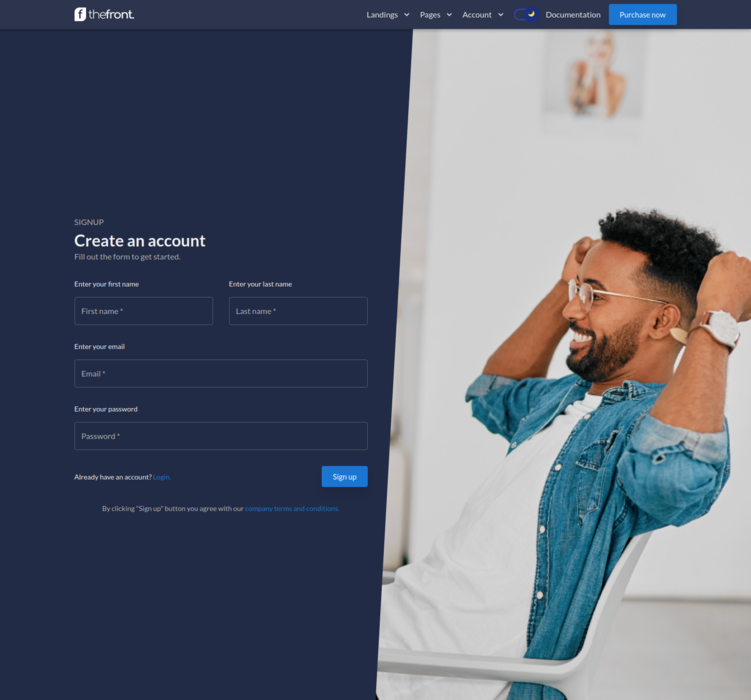 f thefront.
Landings Pages Account Documentation Purchase now
SIGNUP
Create an account
Fill out the form to get started.
Enter your first name Enter your last name
First name * Last name *
Enter your email
Email *
Enter your password
Password *
Already have an account? Login. Sign up
By clicking "Sign up" button you agree with our company terms and conditions.